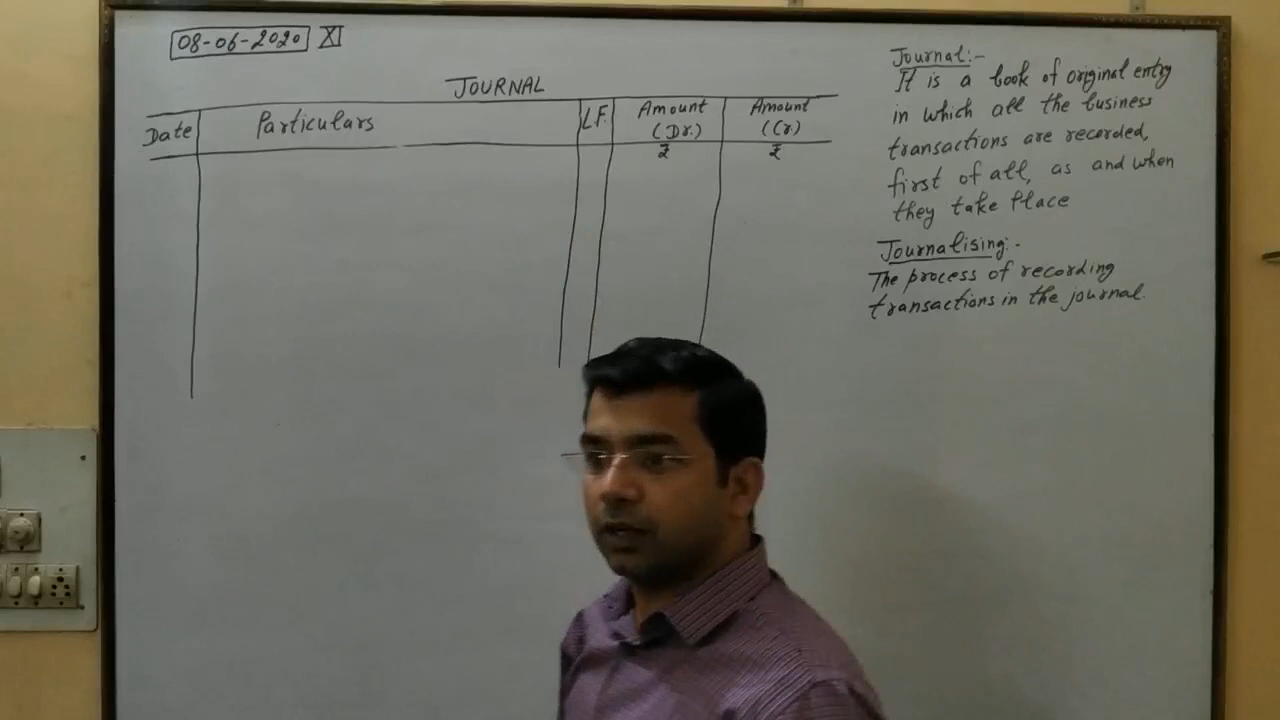 08-06-2020 XI
JOURNAL
Date Particulars L.F. Amount (Dr.) ₹ Amount (Cr.) ₹
Journal:-
It is a book of original entry
in which all the business
transactions are recorded,
first of all, as and when
they take Place
Journalising:-
The process of recording
transactions in the journal.